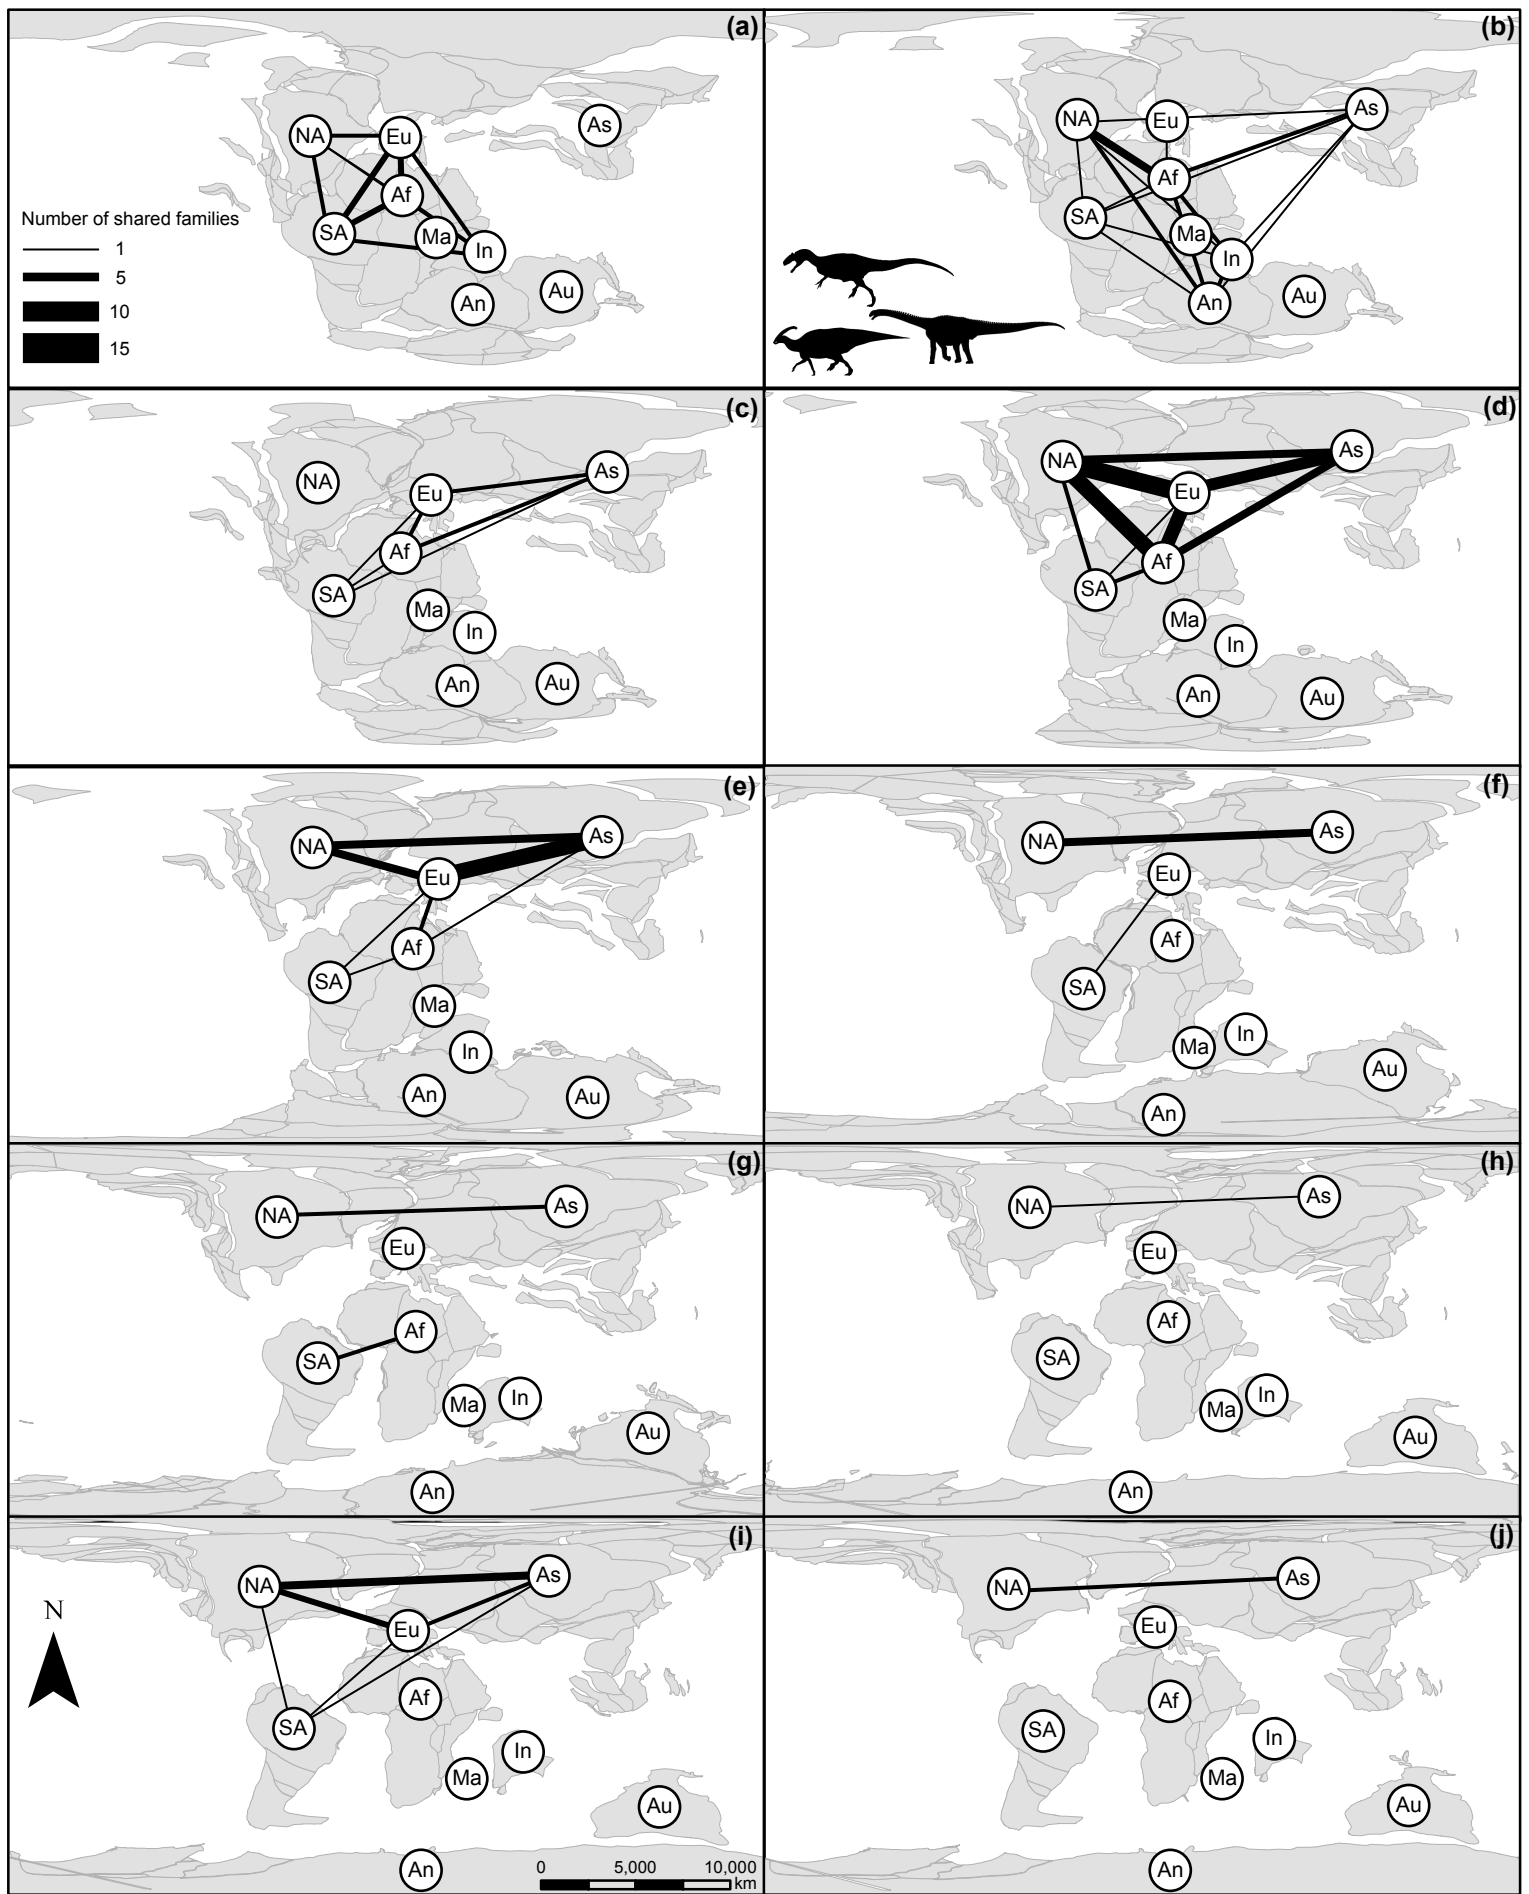 (a)
NA
Eu
As
Af
SA
Ma
In
An
Au
Number of shared families
1
5
10
15
(b)
NA
Eu
As
Af
SA
Ma
In
An
Au
(c)
NA
Eu
As
Af
SA
Ma
In
An
Au
(d)
NA
Eu
As
Af
SA
Ma
In
An
Au
(e)
NA
Eu
As
Af
SA
Ma
In
An
Au
(f)
NA
As
Eu
Af
SA
Ma
In
Au
An
(g)
NA
As
Eu
Af
SA
Ma
In
Au
An
(h)
NA
As
Eu
Af
SA
Ma
In
Au
An
(i)
NA
As
Eu
Af
SA
In
Ma
Au
An
N
0 5,000 10,000
km
(j)
NA
As
Eu
Af
SA
In
Ma
Au
An